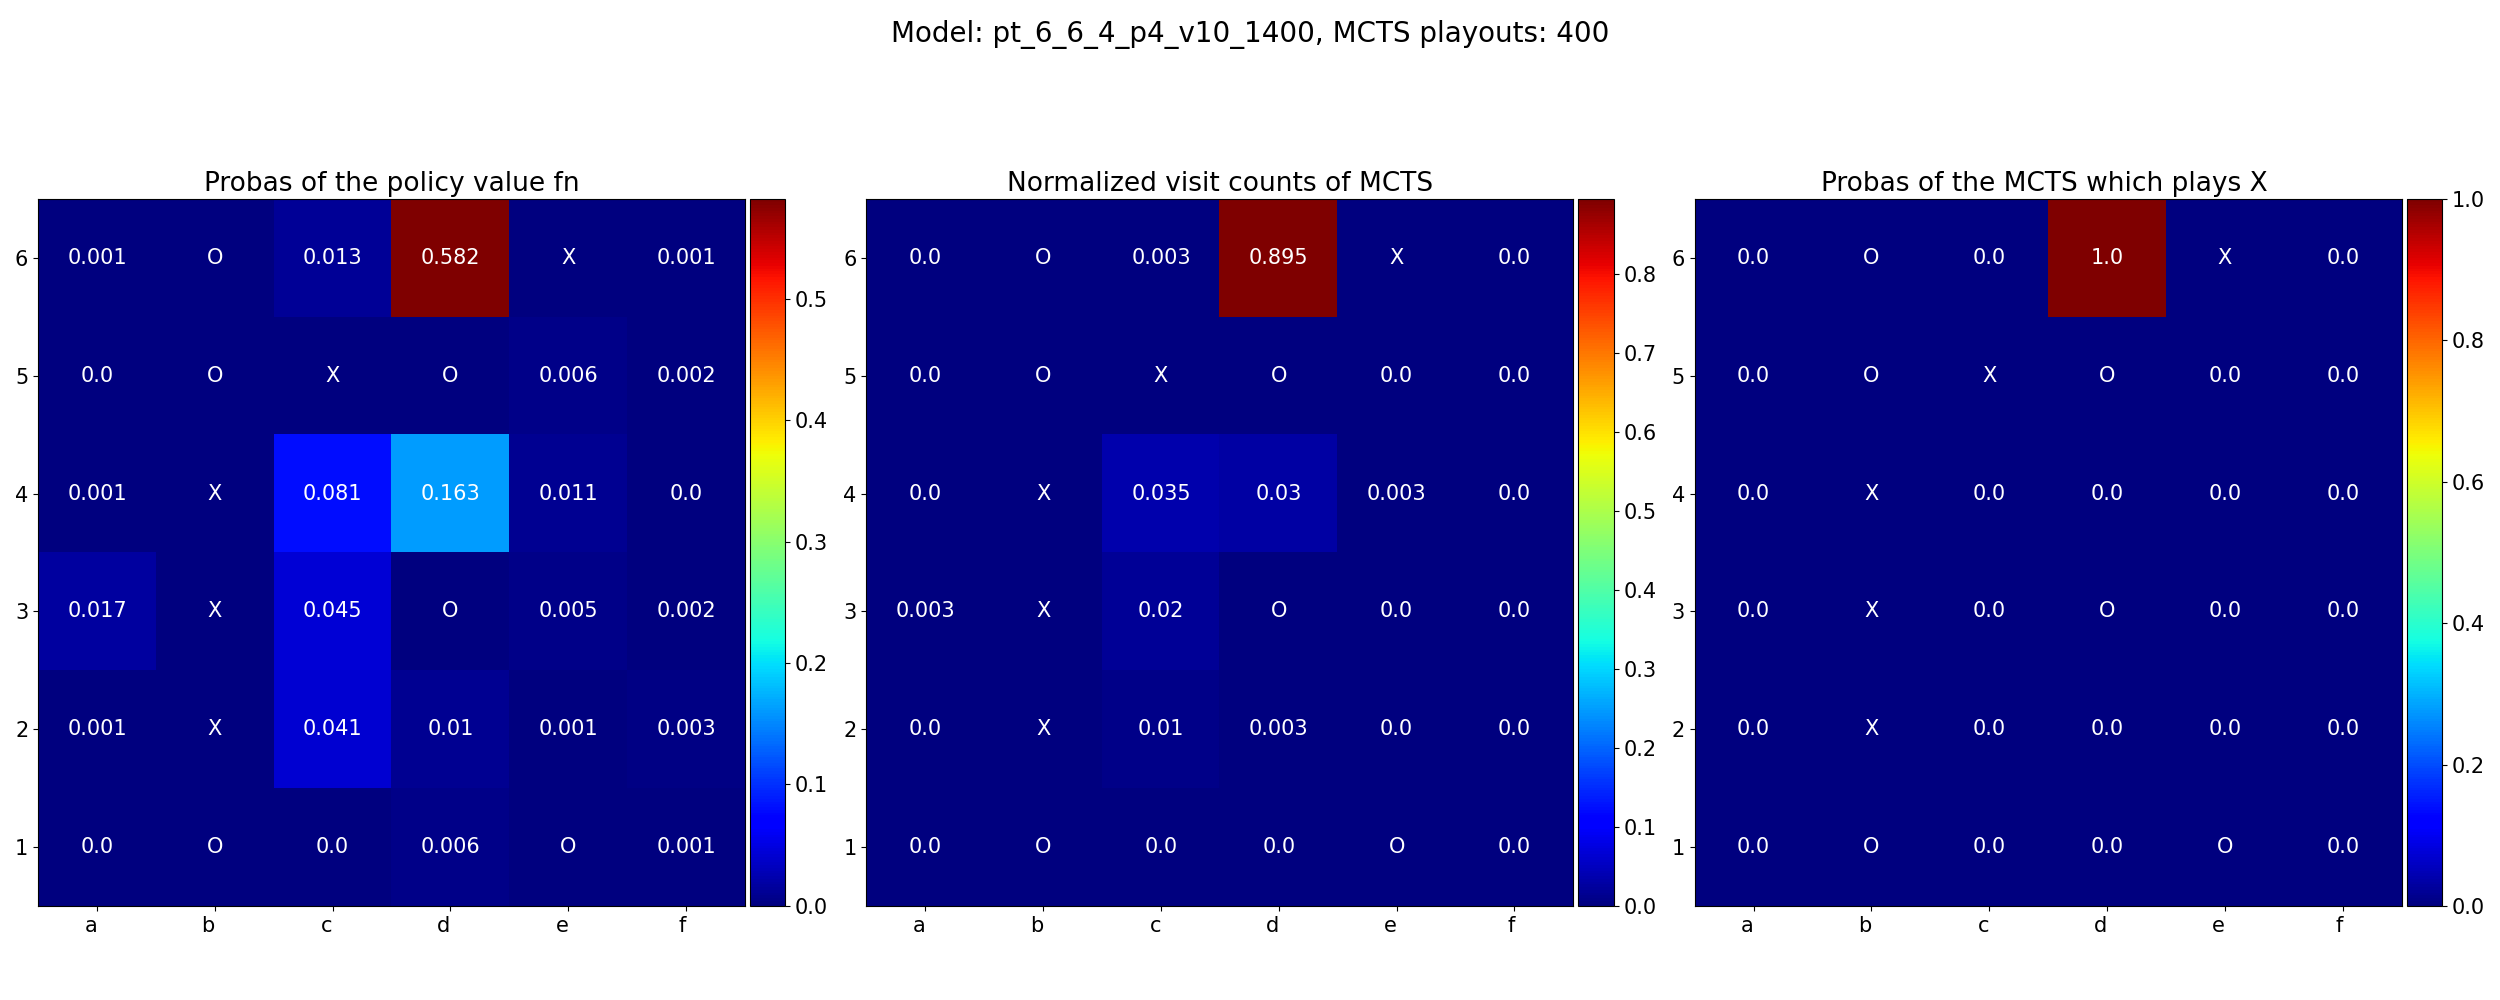 Model: pt_6_6_4_p4_v10_1400, MCTS playouts: 400
Probas of the policy value fn
6 0.001 O 0.013 0.582 X 0.001
5 0.0 O X O 0.006 0.002
4 0.001 X 0.081 0.163 0.011 0.0
3 0.017 X 0.045 O 0.005 0.002
2 0.001 X 0.041 0.01 0.001 0.003
1 0.0 O 0.0 0.006 O 0.001
a b c d e f
0.5
0.4
0.3
0.2
0.1
0.0
Normalized visit counts of MCTS
6 0.0 O 0.003 0.895 X 0.0
5 0.0 O X O 0.0 0.0
4 0.0 X 0.035 0.03 0.003 0.0
3 0.003 X 0.02 O 0.0 0.0
2 0.0 X 0.01 0.003 0.0 0.0
1 0.0 O 0.0 0.0 O 0.0
a b c d e f
0.8
0.7
0.6
0.5
0.4
0.3
0.2
0.1
0.0
Probas of the MCTS which plays X
6 0.0 O 0.0 1.0 X 0.0
5 0.0 O X O 0.0 0.0
4 0.0 X 0.0 0.0 0.0 0.0
3 0.0 X 0.0 O 0.0 0.0
2 0.0 X 0.0 0.0 0.0 0.0
1 0.0 O 0.0 0.0 O 0.0
a b c d e f
1.0
0.8
0.6
0.4
0.2
0.0